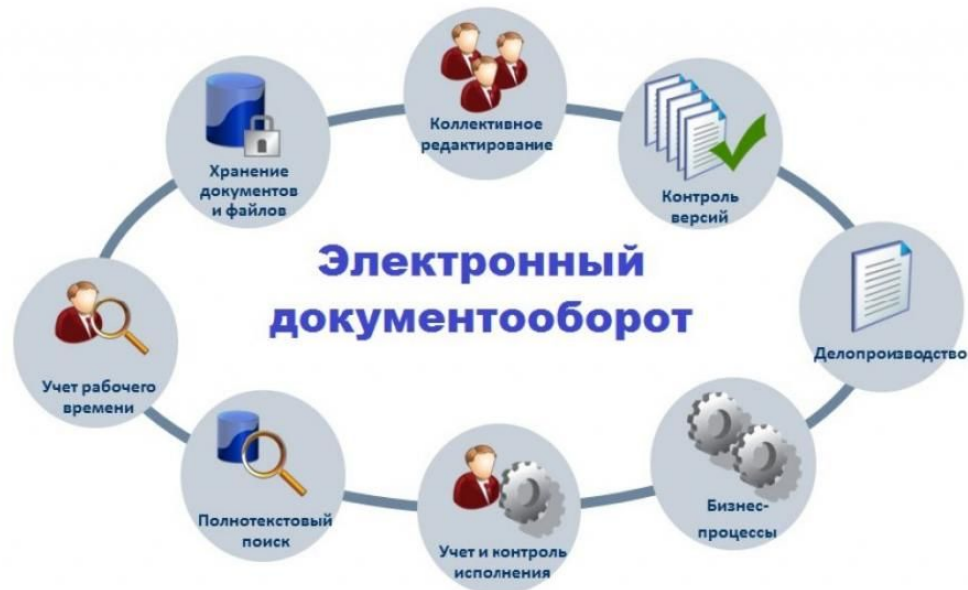 Коллективное
редактирование
Хранение
документов
и файлов
Контроль
версий
Электронный
документооборот
Делопроизводство
Учет рабочего
времени
Полнотекстовый
поиск
Учет и контроль
исполнения
Бизнес-
процессы